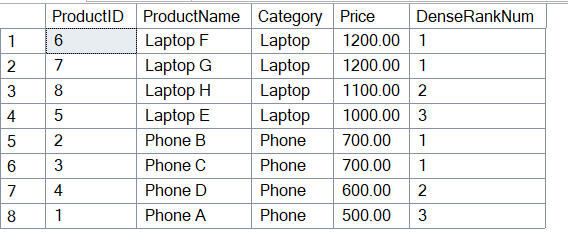 ProductID ProductName Category Price DenseRankNum
1 6 Laptop F Laptop 1200.00 1
2 7 Laptop G Laptop 1200.00 1
3 8 Laptop H Laptop 1100.00 2
4 5 Laptop E Laptop 1000.00 3
5 2 Phone B Phone 700.00 1
6 3 Phone C Phone 700.00 1
7 4 Phone D Phone 600.00 2
8 1 Phone A Phone 500.00 3